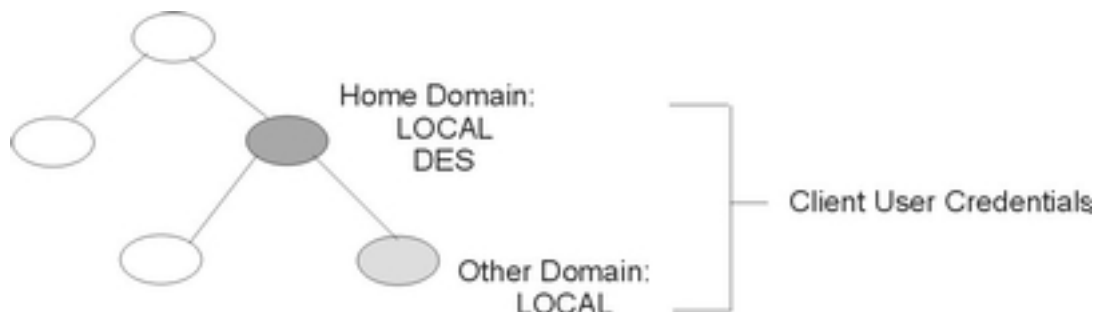 Home Domain:
LOCAL
DES
Client User Credentials
Other Domain:
LOCAL